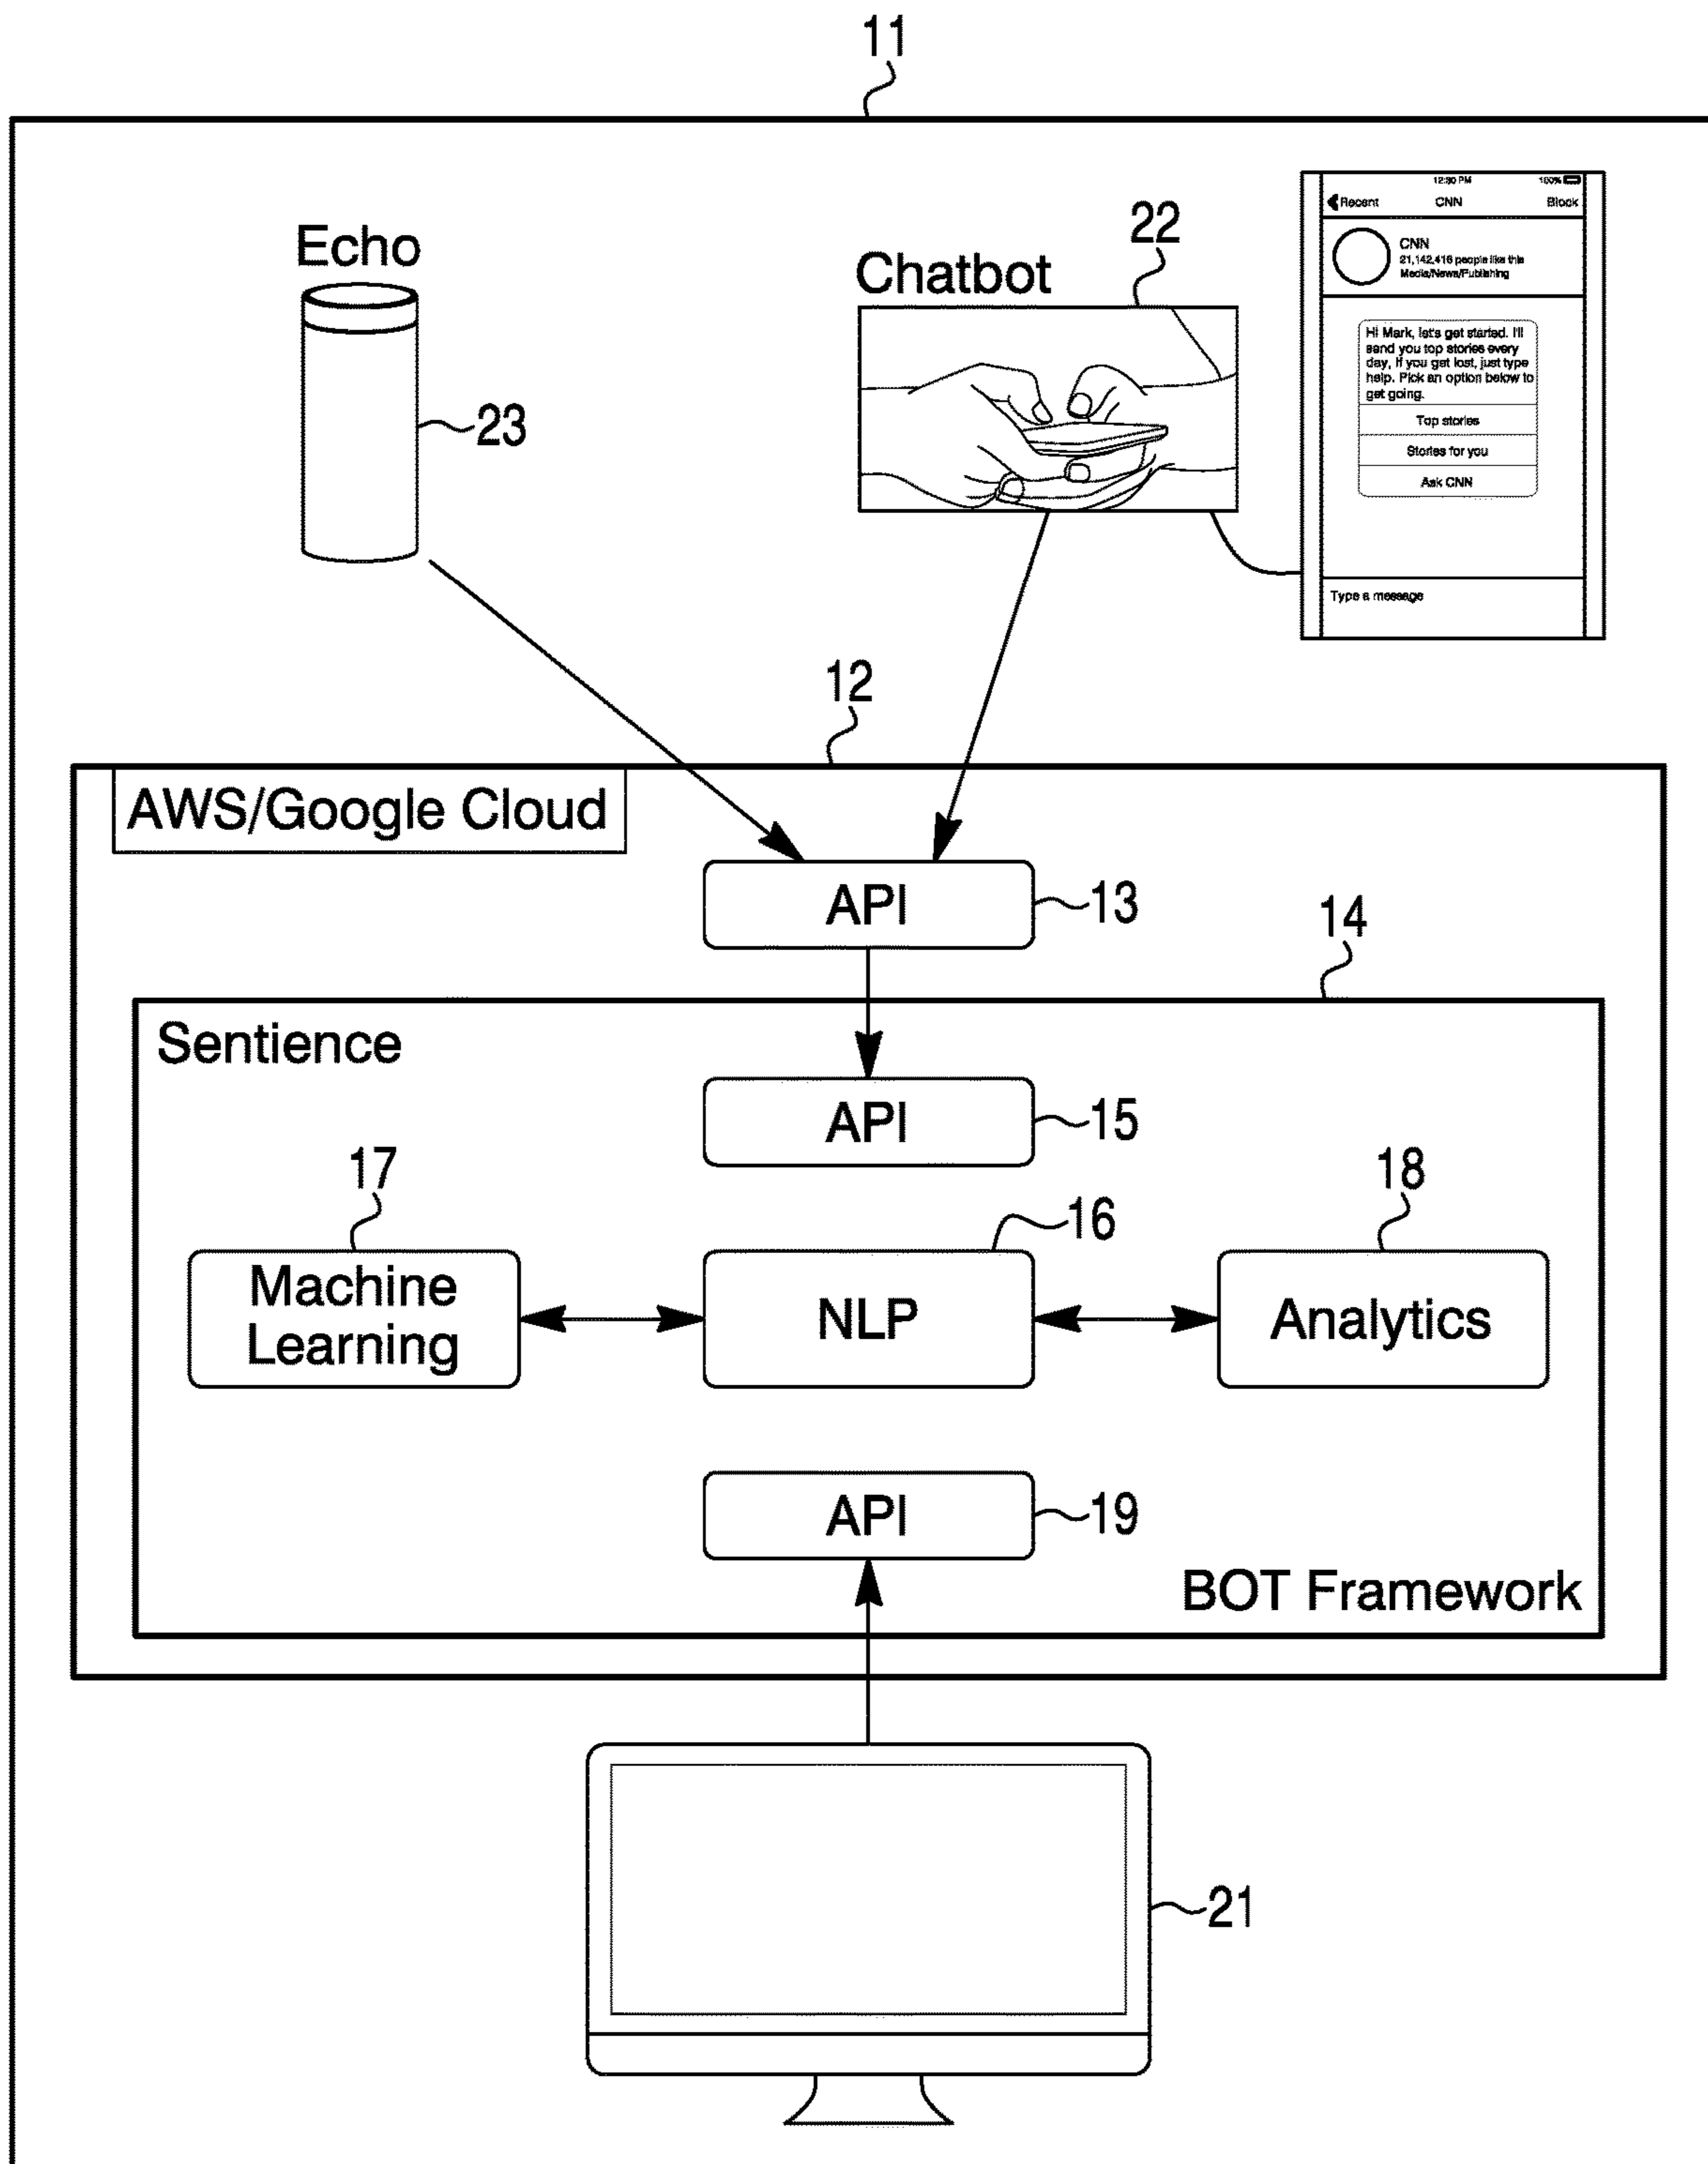 11
Echo
23
Chatbot
22
12:30 PM
100%
Recent
CNN
Block
CNN
21,142,416 people like this
Media/News/Publishing
Hi Mark, let's get started. I'll
send you top stories every
day, If you get lost, just type
help. Pick an option below to
get going.
Top stories
Stories for you
Ask CNN
Type a message
12
AWS/Google Cloud
API
13
14
Sentience
API
15
17
16
18
Machine
Learning
NLP
Analytics
API
19
BOT Framework
21